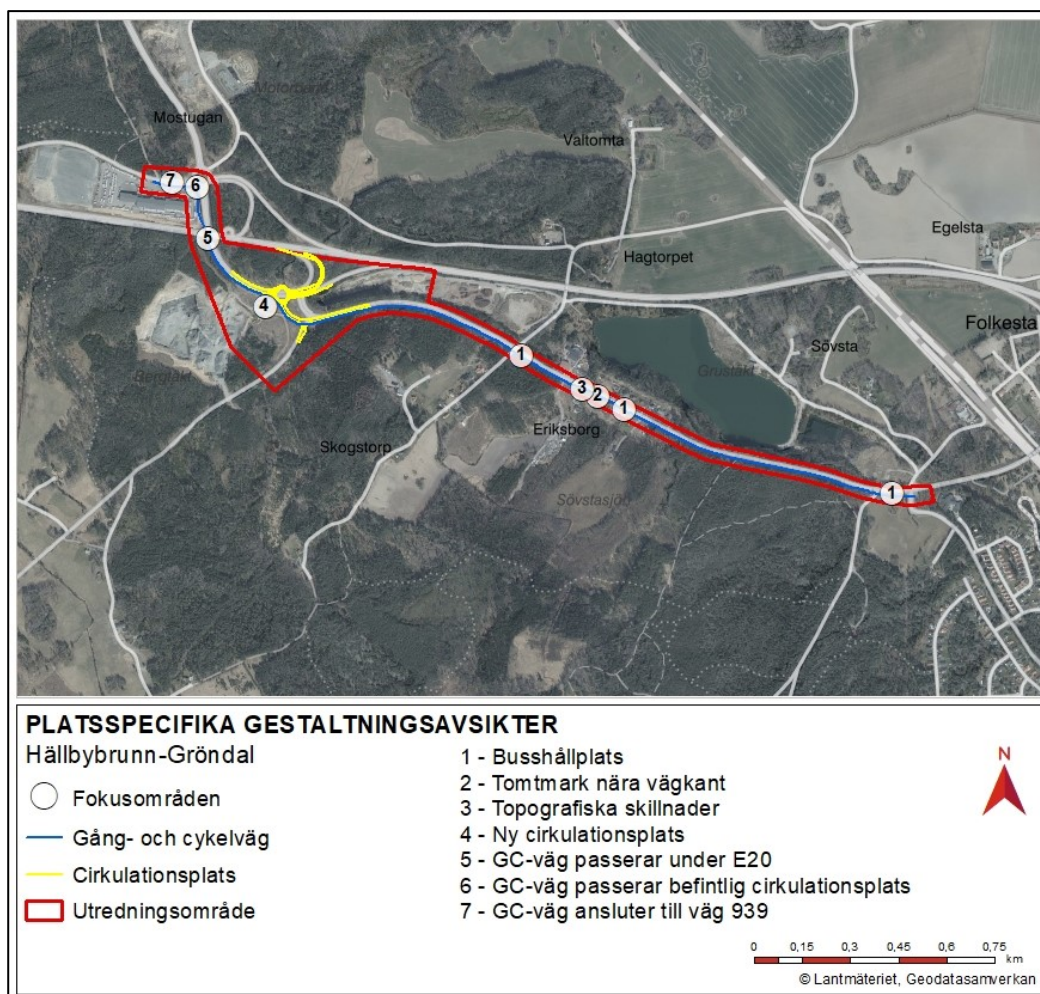 Motorbana
Mostugan
Valtomta
7
6
Egelsta
5
Hagtorpet
4
Folkesta
1
Sövsta
Grustäkt
Bergtäkt
3
2
1
Eriksborg
Skogstorp
Sövstasjön
1
PLATSSPECIFIKA GESTALTNINGSAVSIKTER
Hällbybrunn-Gröndal
Fokusområden
Gång- och cykelväg
Cirkulationsplats
Utredningsområde
1 - Busshållplats
2 - Tomtmark nära vägkant
3 - Topografiska skillnader
4 - Ny cirkulationsplats
5 - GC-väg passerar under E20
6 - GC-väg passerar befintlig cirkulationsplats
7 - GC-väg ansluter till väg 939
N
0 0,15 0,3 0,45 0,6 0,75
km
© Lantmäteriet, Geodatasamverkan